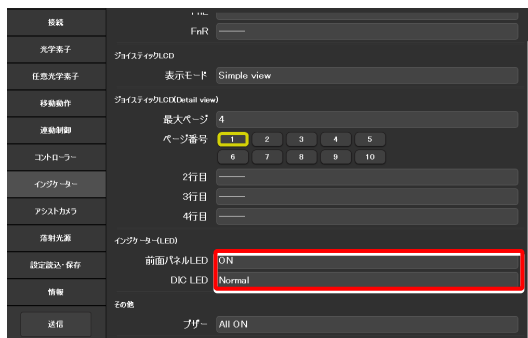 接続
光学素子
任意光学素子
移動動作
連動制御
コントローラー
インジケーター
アシストカメラ
落射光源
設定読込・保存
情報
送信
FnR ――
ジョイスティックLCD
表示モード Simple view
ジョイスティックLCD(Detail view)
最大ページ 4
ページ番号 1 2 3 4 5
6 7 8 9 10
2行目 ――
3行目 ――
4行目 ――
インジケーター(LED)
前面パネルLED ON
DIC LED Normal
その他
ブザー All ON